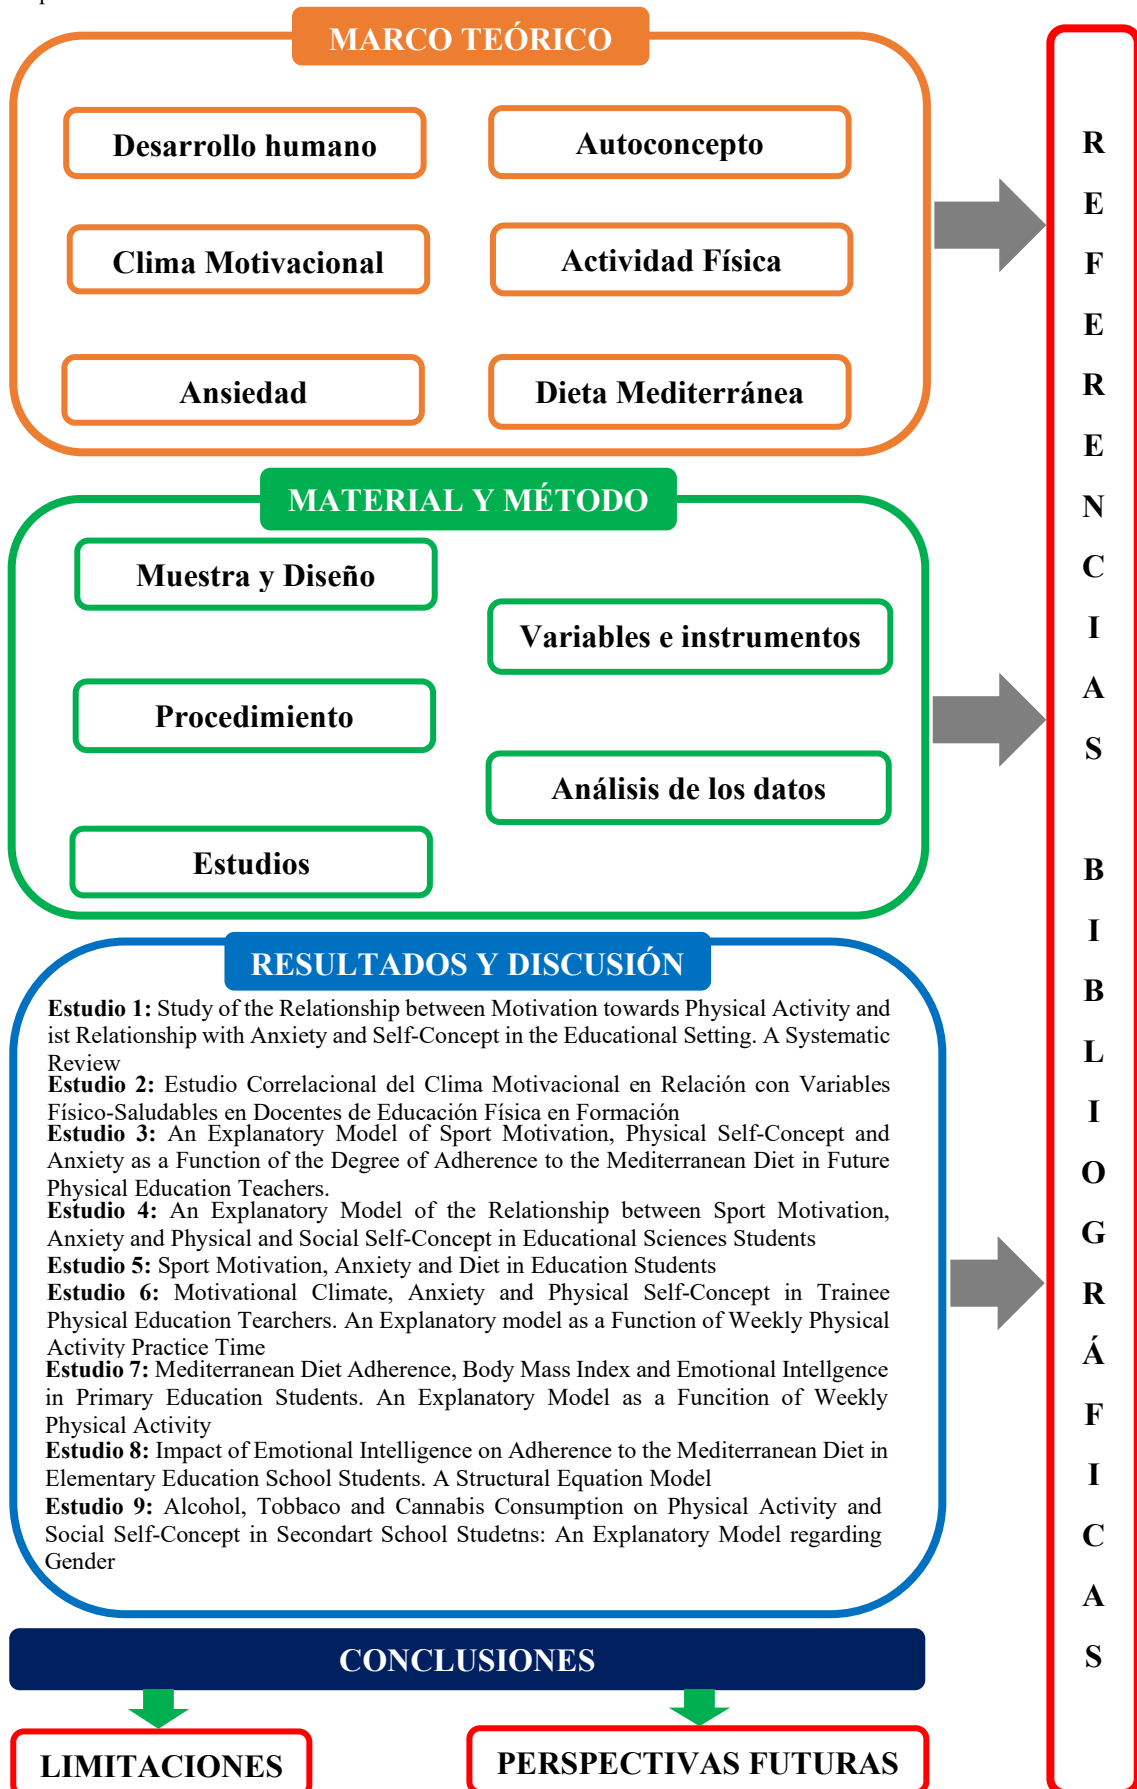 MARCO TEÓRICO
Desarrollo humano
Autoconcepto
Clima Motivacional
Actividad Física
Ansiedad
Dieta Mediterránea
MATERIAL Y MÉTODO
Muestra y Diseño
Variables e instrumentos
Procedimiento
Análisis de los datos
Estudios
RESULTADOS Y DISCUSIÓN
Estudio 1: Study of the Relationship between Motivation towards Physical Activity and
ist Relationship with Anxiety and Self-Concept in the Educational Setting. A Systematic
Review
Estudio 2: Estudio Correlacional del Clima Motivacional en Relación con Variables
Físico-Saludables en Docentes de Educación Física en Formación
Estudio 3: An Explanatory Model of Sport Motivation, Physical Self-Concept and
Anxiety as a Function of the Degree of Adherence to the Mediterranean Diet in Future
Physical Education Teachers.
Estudio 4: An Explanatory Model of the Relationship between Sport Motivation,
Anxiety and Physical and Social Self-Concept in Educational Sciences Students
Estudio 5: Sport Motivation, Anxiety and Diet in Education Students
Estudio 6: Motivational Climate, Anxiety and Physical Self-Concept in Trainee
Physical Education Tearchers. An Explanatory model as a Function of Weekly Physical
Activity Practice Time
Estudio 7: Mediterranean Diet Adherence, Body Mass Index and Emotional Intellgence
in Primary Education Students. An Explanatory Model as a Funcition of Weekly
Physical Activity
Estudio 8: Impact of Emotional Intelligence on Adherence to the Mediterranean Diet in
Elementary Education School Students. A Structural Equation Model
Estudio 9: Alcohol, Tobbaco and Cannabis Consumption on Physical Activity and
Social Self-Concept in Secondart School Studetns: An Explanatory Model regarding
Gender
CONCLUSIONES
LIMITACIONES
PERSPECTIVAS FUTURAS
REFERENCIAS BIBLIOGRÁFICAS